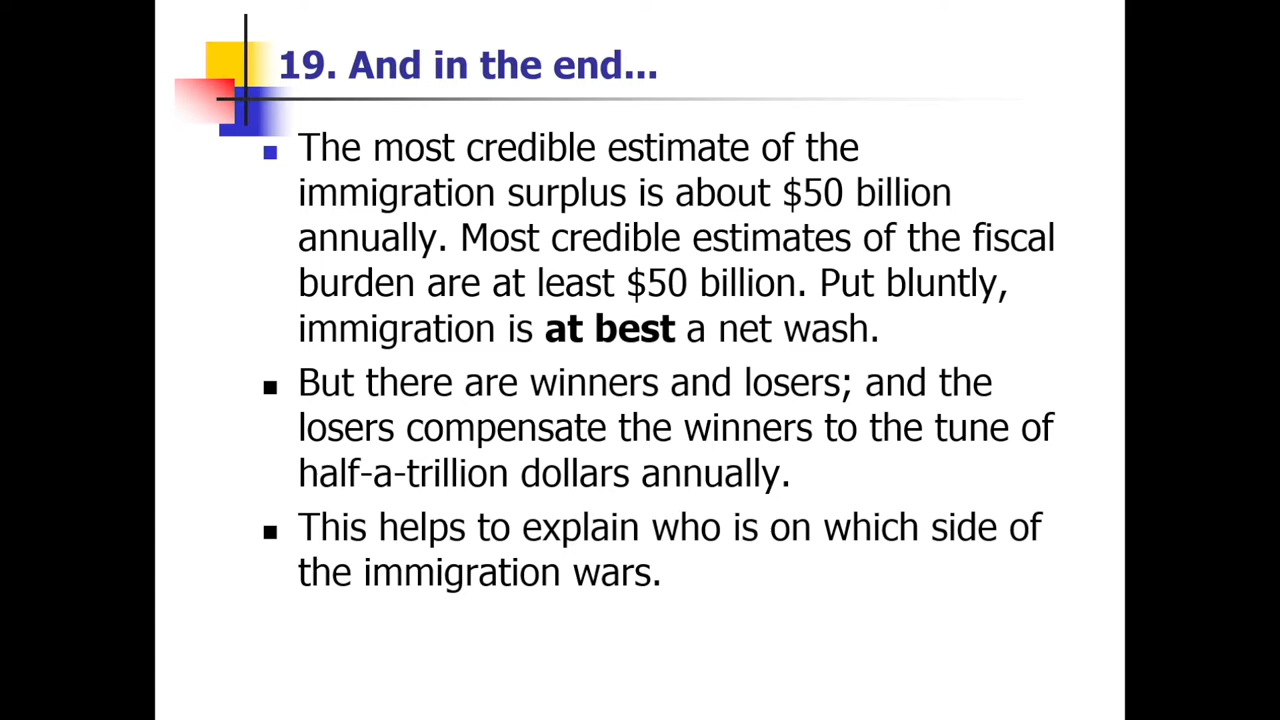 19. And in the end...
The most credible estimate of the
immigration surplus is about $50 billion
annually. Most credible estimates of the fiscal
burden are at least $50 billion. Put bluntly,
immigration is at best a net wash.
But there are winners and losers; and the
losers compensate the winners to the tune of
half-a-trillion dollars annually.
This helps to explain who is on which side of
the immigration wars.